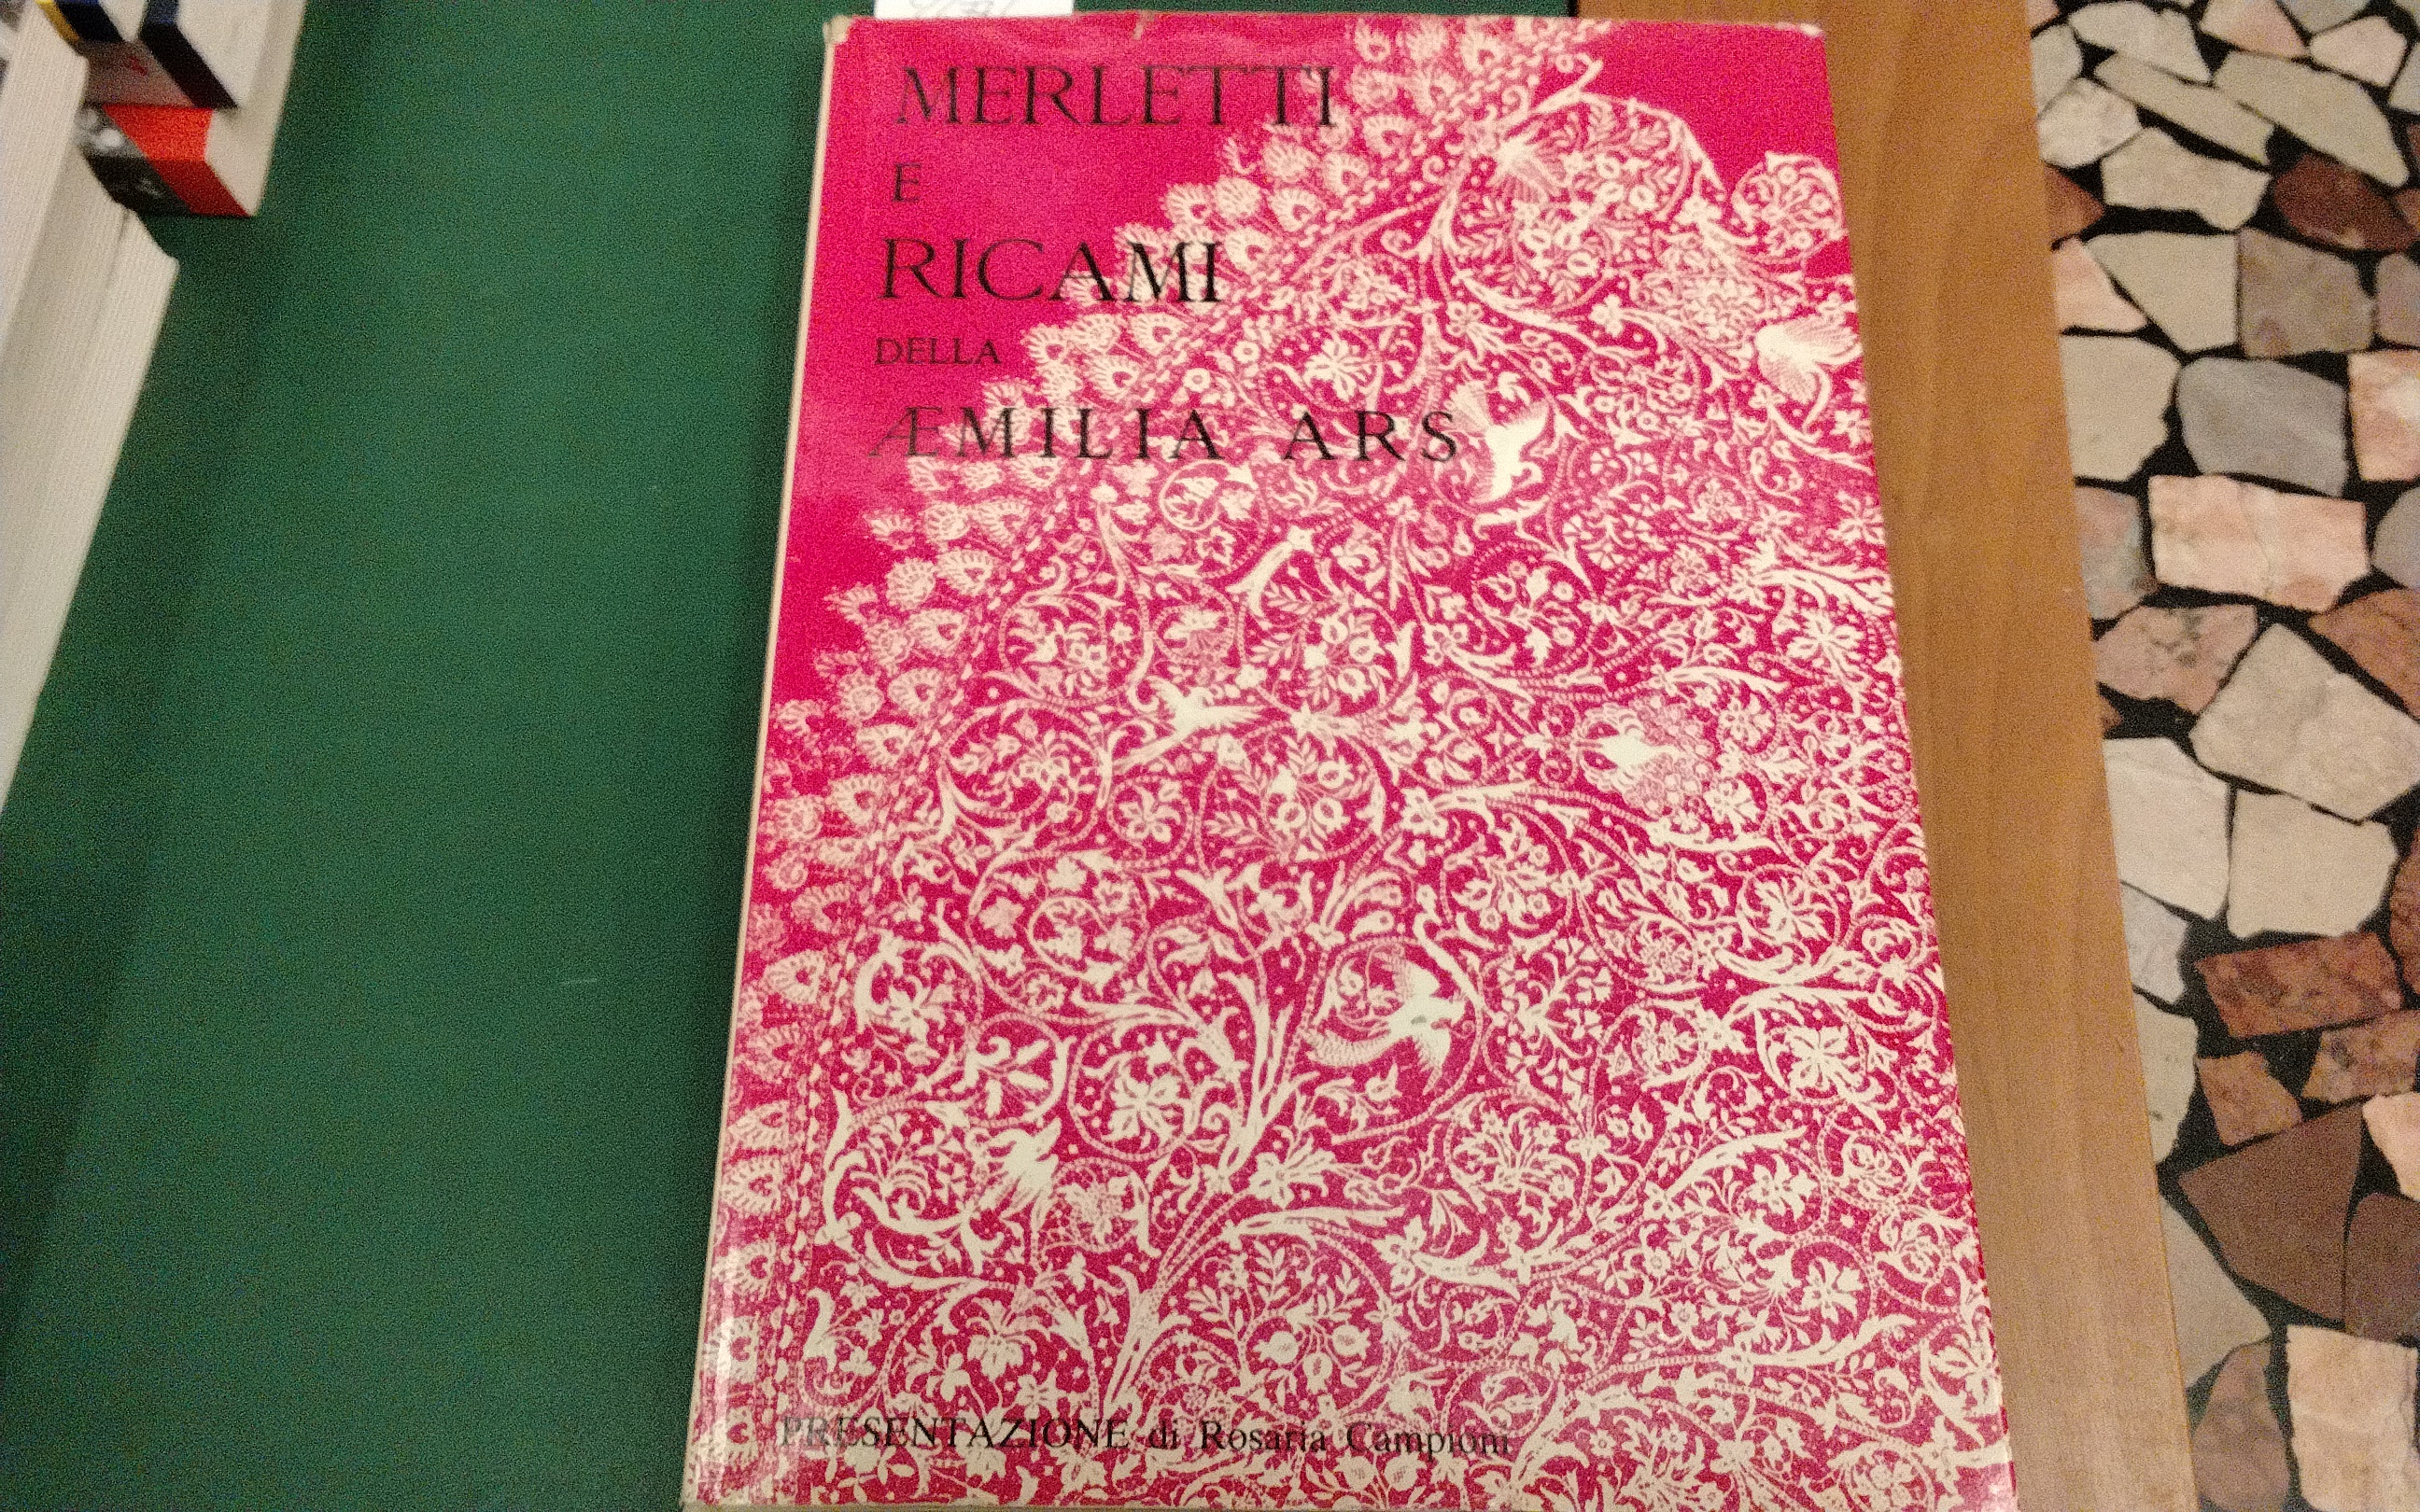 MERLETTI
E
RICAMI
DELLA
ÆMILIA ARS
PRESENTAZIONE di Rosaria Campioni